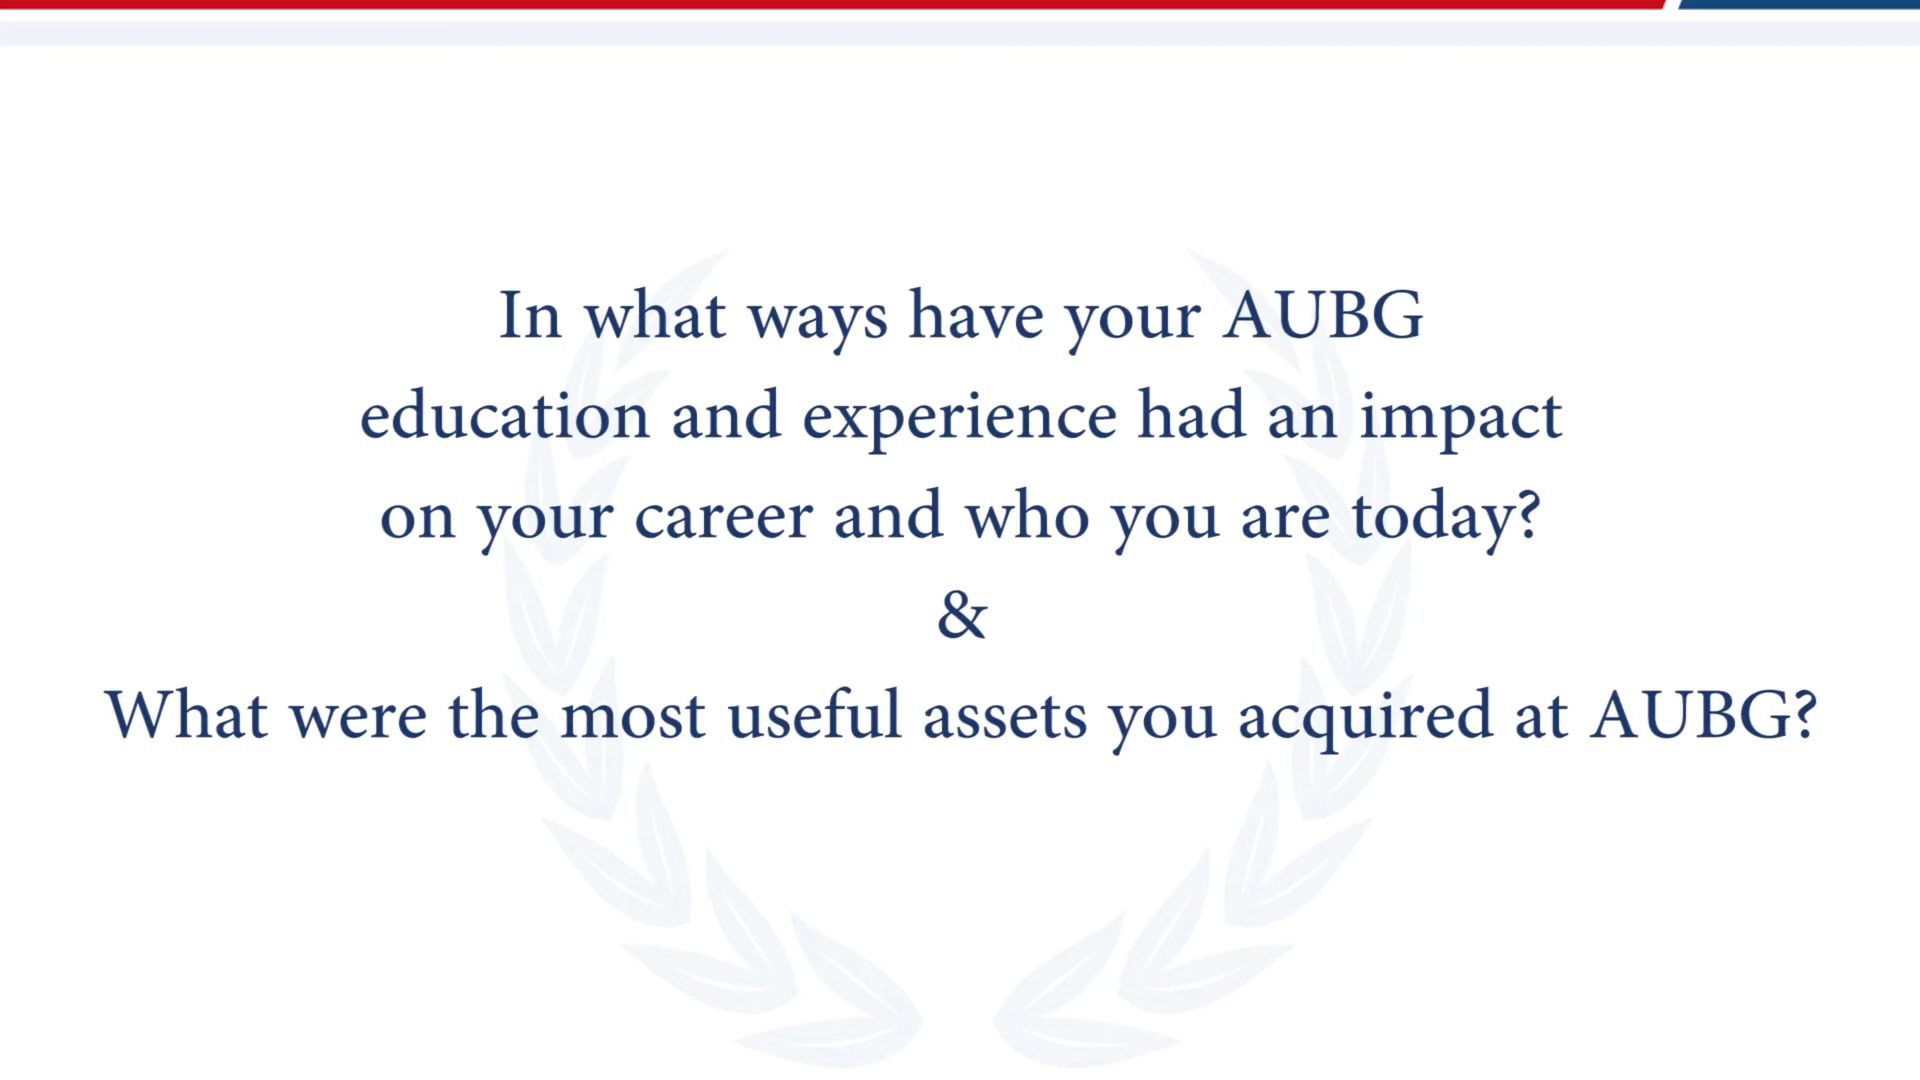 In what ways have your AUBG
education and experience had an impact
on your career and who you are today?
&
What were the most useful assets you acquired at AUBG?